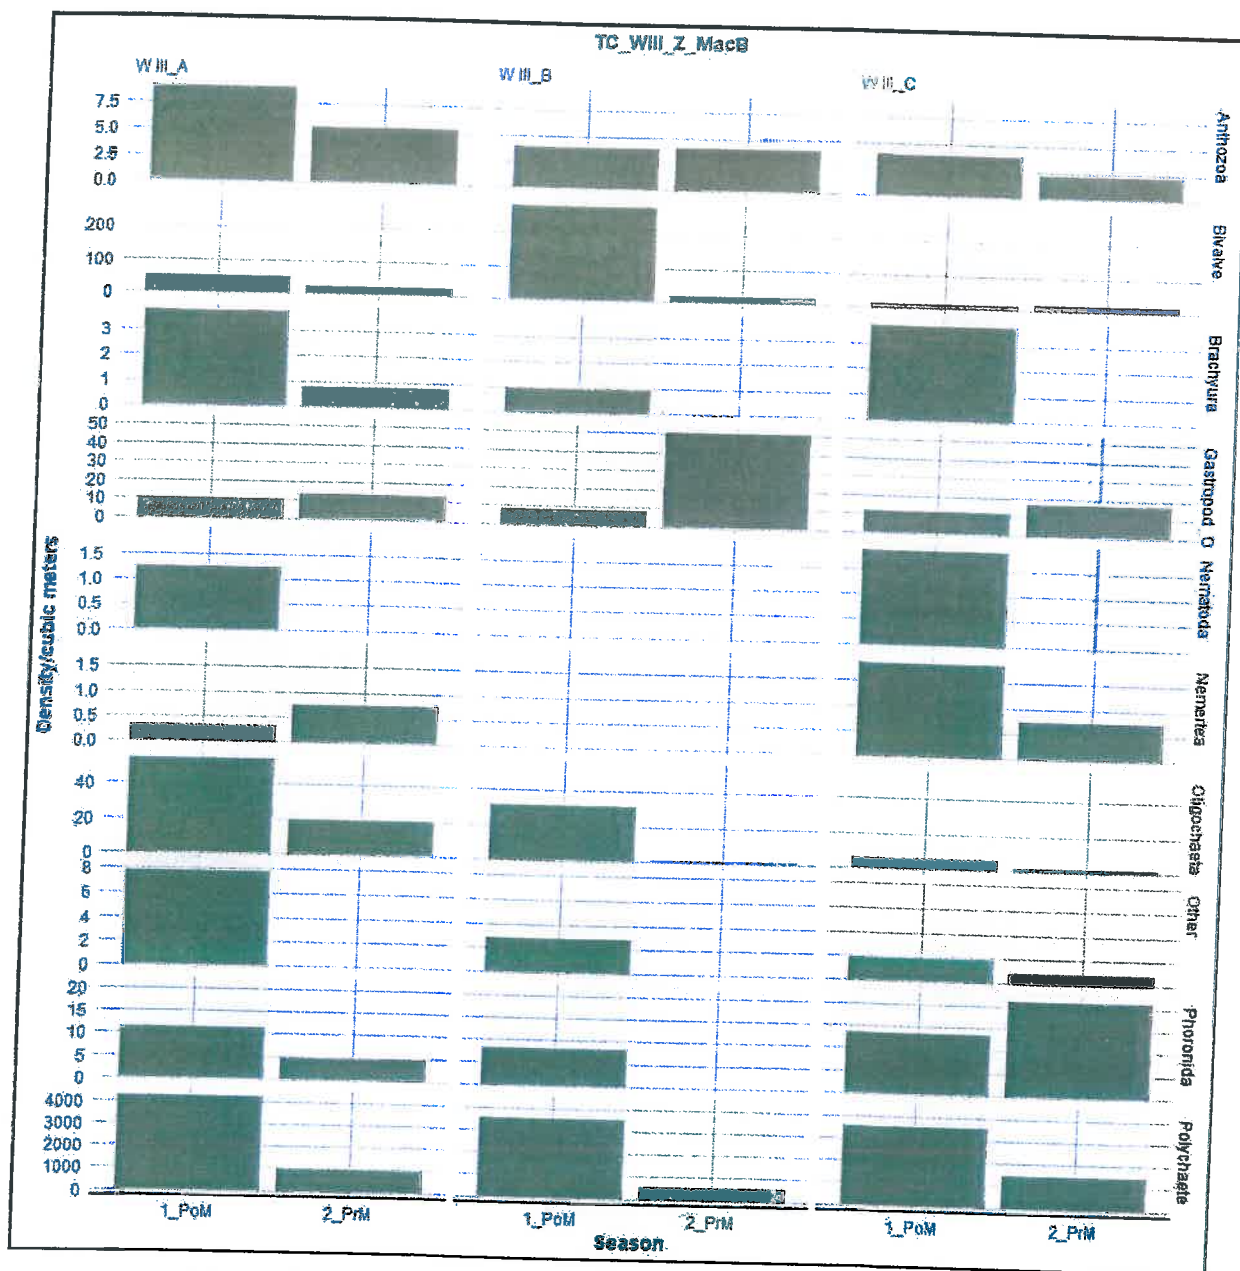 TC_WIII_Z_MacB
W III_A
W III_B
W III_C
7.5
5.0
2.5
0.0
Anthozoa
200
100
0
Bivalve
3
2
1
0
Brachyura
50
40
30
20
10
0
Gastropod_O
1.5
1.0
0.5
0.0
Nematoda
1.5
1.0
0.5
0.0
Nemertea
40
20
0
Oligochaeta
8
6
4
2
0
Other
20
15
10
5
0
Phoronida
4000
3000
2000
1000
0
Polychaete
Density/cubic meters
1_PoM
2_PrM
1_PoM
2_PrM
1_PoM
2_PrM
Season